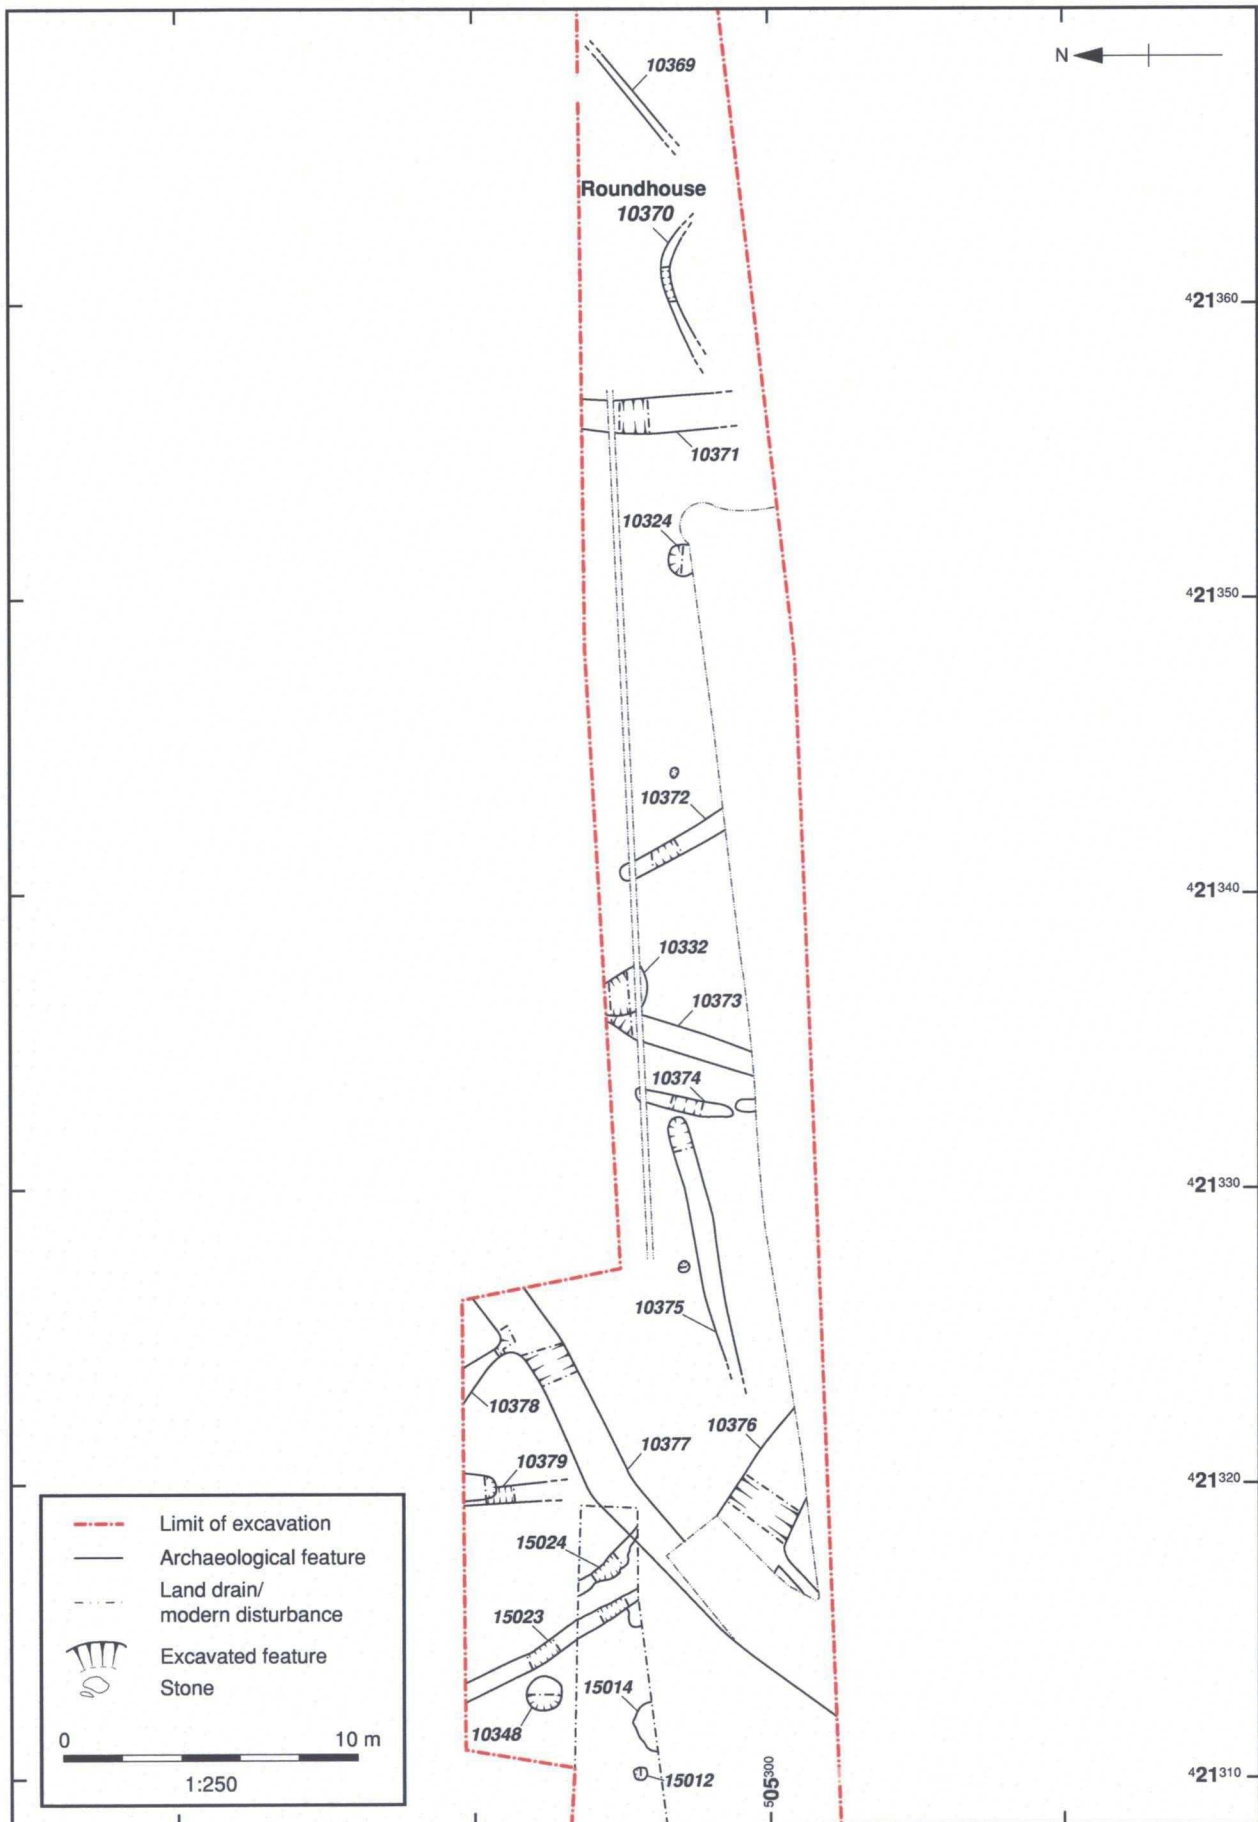 N
10369
Roundhouse
10370
⁴21³⁶⁰
10371
10324
⁴21³⁵⁰
10372
⁴21³⁴⁰
10332
10373
10374
⁴21³³⁰
10375
10378
10376
10377
10379
⁴21³²⁰
Limit of excavation
Archaeological feature
Land drain/
modern disturbance
Excavated feature
Stone
0 10 m
1:250
15024
15023
15014
10348
15012
⁵05³⁰⁰
⁴21³¹⁰